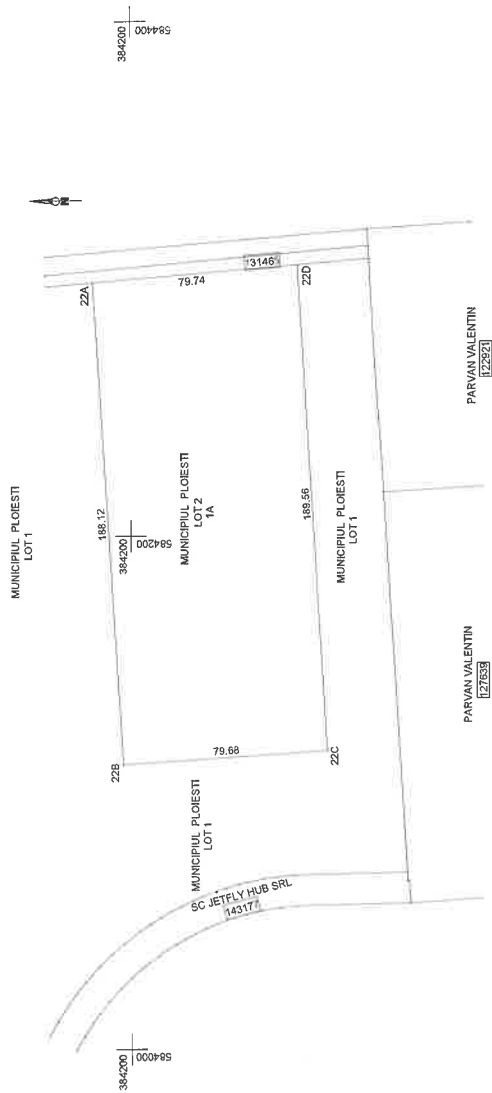 384200
584400
N
MUNICIPIUL PLOIESTI
LOT 1
22A
79.74
22D
188.12
384200
584200
MUNICIPIUL PLOIESTI
LOT 2
1A
189.56
MUNICIPIUL PLOIESTI
LOT 1
PARVAN VALENTIN
122921
22B
79.68
22C
PARVAN VALENTIN
127639
MUNICIPIUL PLOIESTI
LOT 1
SC JETFLY HUB SRL
384200
584000